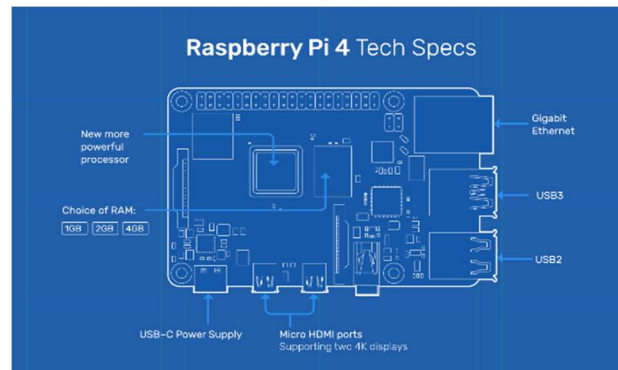 Raspberry Pi 4 Tech Specs
New more
powerful
processor
Choice of RAM:
1GB 2GB 4GB
USB-C Power Supply
Micro HDMI ports
Supporting two 4K displays
Gigabit
Ethernet
USB3
USB2